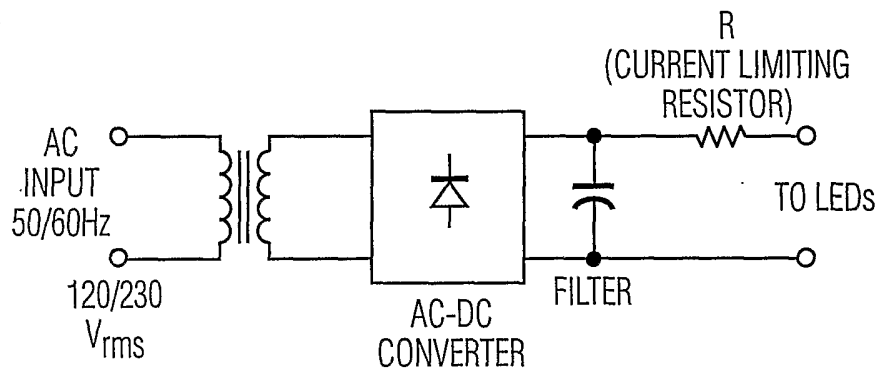 R
(CURRENT LIMITING
RESISTOR)
AC
INPUT
50/60Hz
120/230
Vrms
AC-DC
CONVERTER
FILTER
TO LEDs